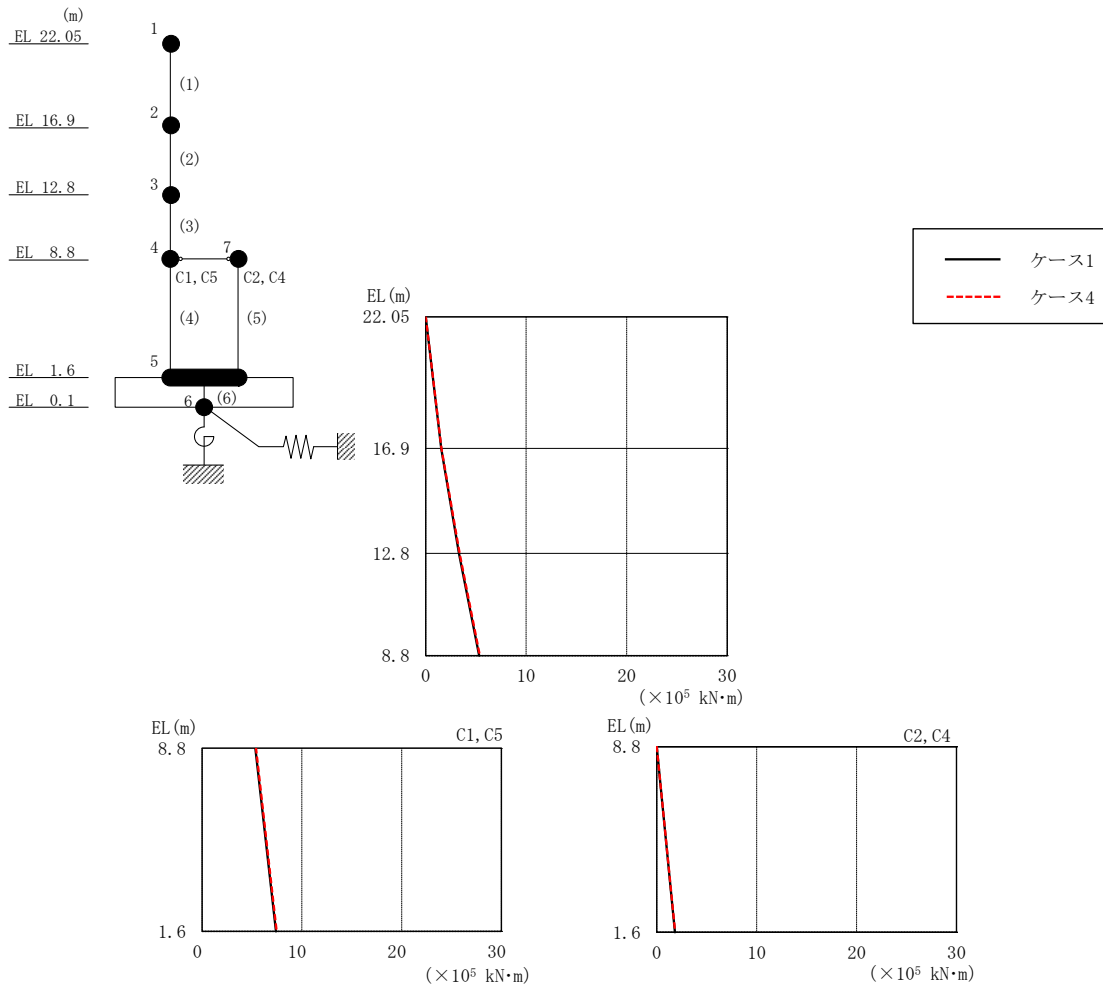 (m)
EL 22.05
EL 16.9
EL 12.8
EL 8.8
EL 1.6
EL 0.1
1
(1)
2
(2)
3
(3)
4
7
C1,C5
C2,C4
(4)
(5)
5
6
(6)
ケース1
ケース4
EL(m)
22.05
16.9
12.8
8.8
0
10
20
30
(×10⁵ kN·m)
EL(m)
C1,C5
8.8
1.6
0
10
20
30
(×10⁵ kN·m)
EL(m)
C2,C4
8.8
1.6
0
10
20
30
(×10⁵ kN·m)